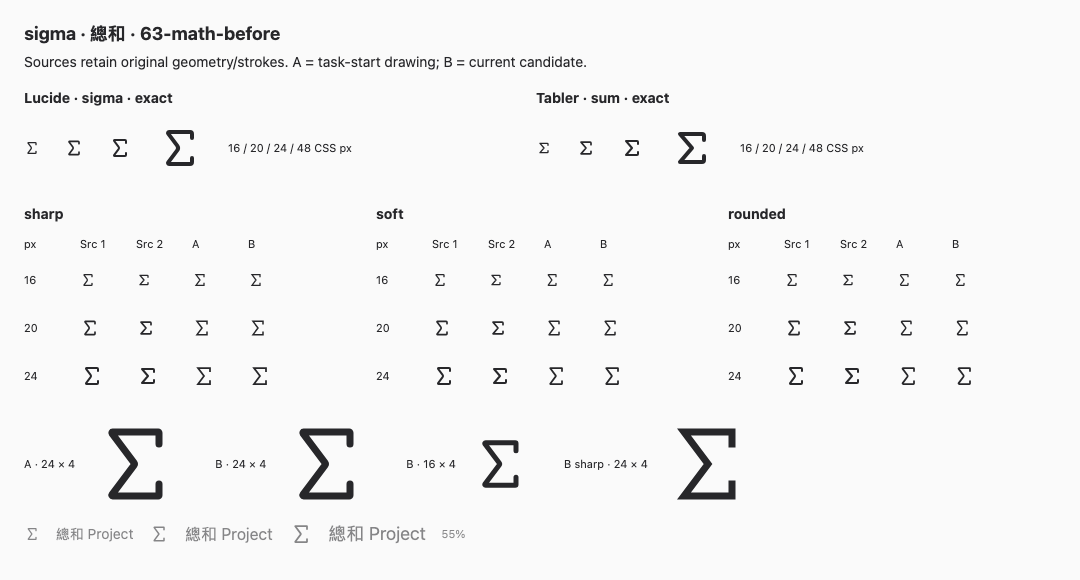 sigma · 總和 · 63-math-before
Sources retain original geometry/strokes. A = task-start drawing; B = current candidate.
Lucide · sigma · exact
Tabler · sum · exact
16 / 20 / 24 / 48 CSS px
16 / 20 / 24 / 48 CSS px
sharp
soft
rounded
px Src 1 Src 2 A B
px Src 1 Src 2 A B
px Src 1 Src 2 A B
16
16
16
20
20
20
24
24
24
A · 24 × 4
B · 24 × 4
B · 16 × 4
B sharp · 24 × 4
總和 Project 總和 Project 總和 Project 55%